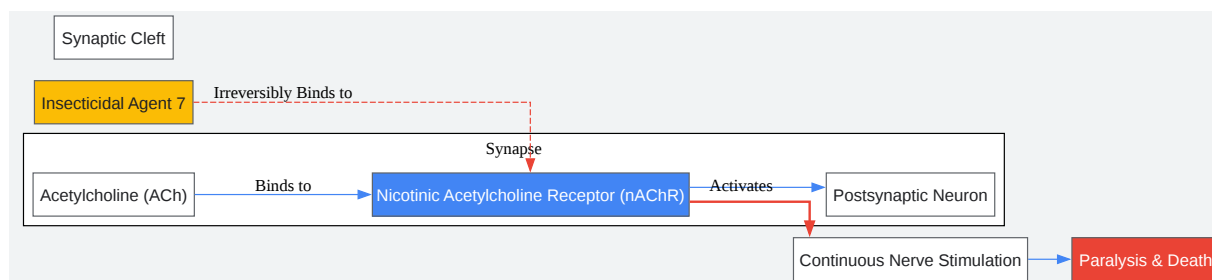 Synaptic Cleft
Insecticidal Agent 7
Irreversibly Binds to
Synapse
Acetylcholine (ACh)
Binds to
Nicotinic Acetylcholine Receptor (nAChR)
Activates
Postsynaptic Neuron
Continuous Nerve Stimulation
Paralysis & Death